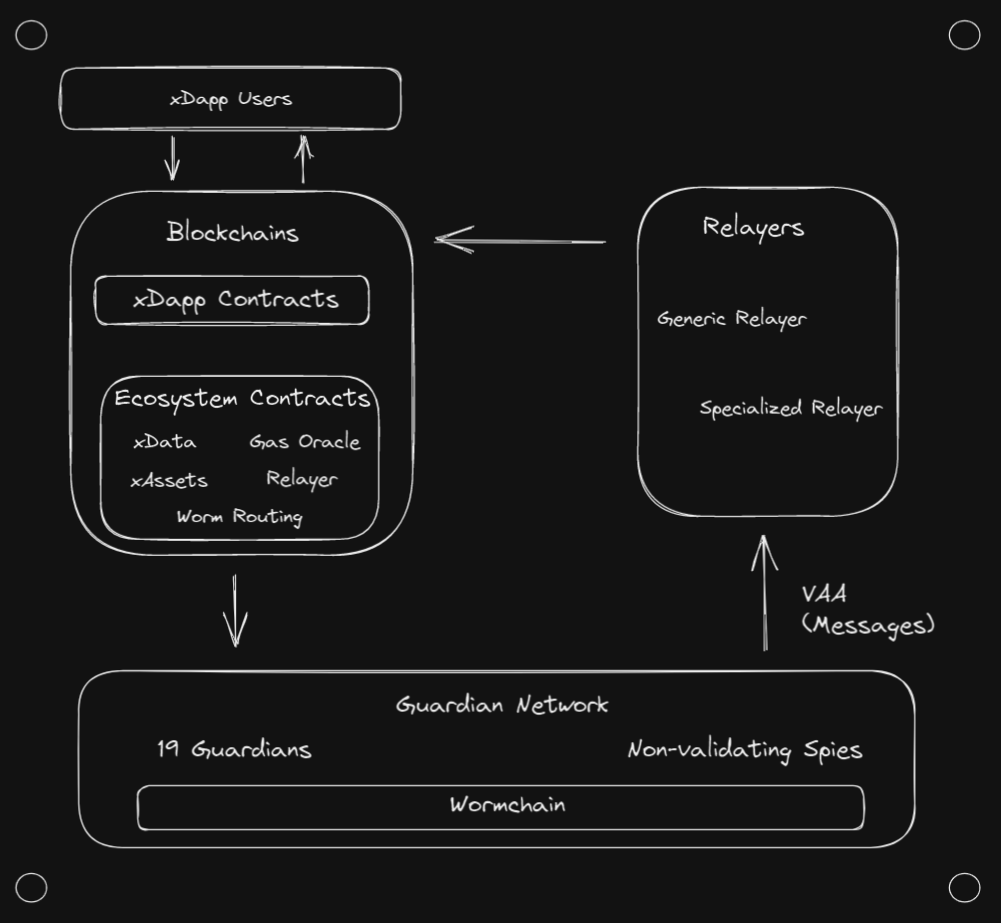 xDapp Users
Blockchains
xDapp Contracts
Ecosystem Contracts
xData
Gas Oracle
xAssets
Relayer
Worm Routing
Relayers
Generic Relayer
Specialized Relayer
VAA
(Messages)
Guardian Network
19 Guardians
Non-validating Spies
Wormchain